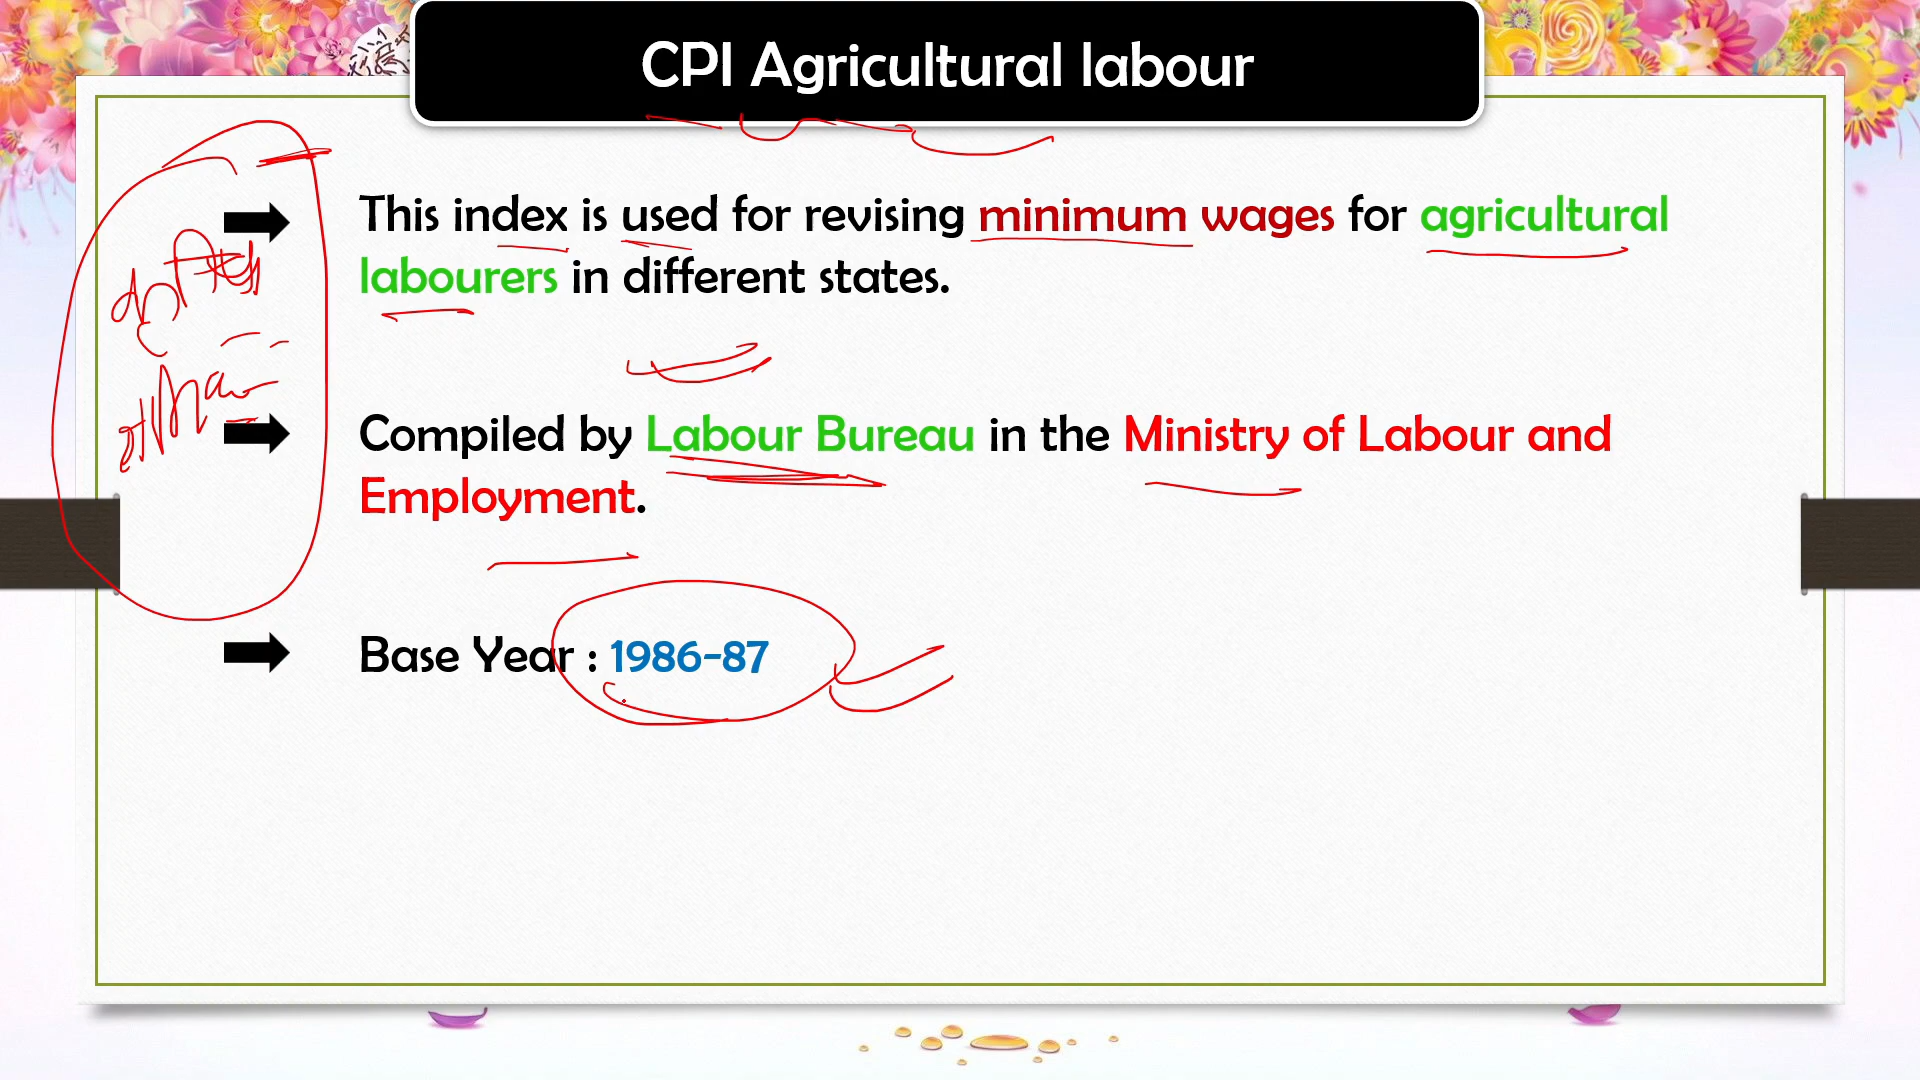 CPI Agricultural labour
This index is used for revising minimum wages for agricultural
labourers in different states.
Compiled by Labour Bureau in the Ministry of Labour and
Employment.
Base Year : 1986-87